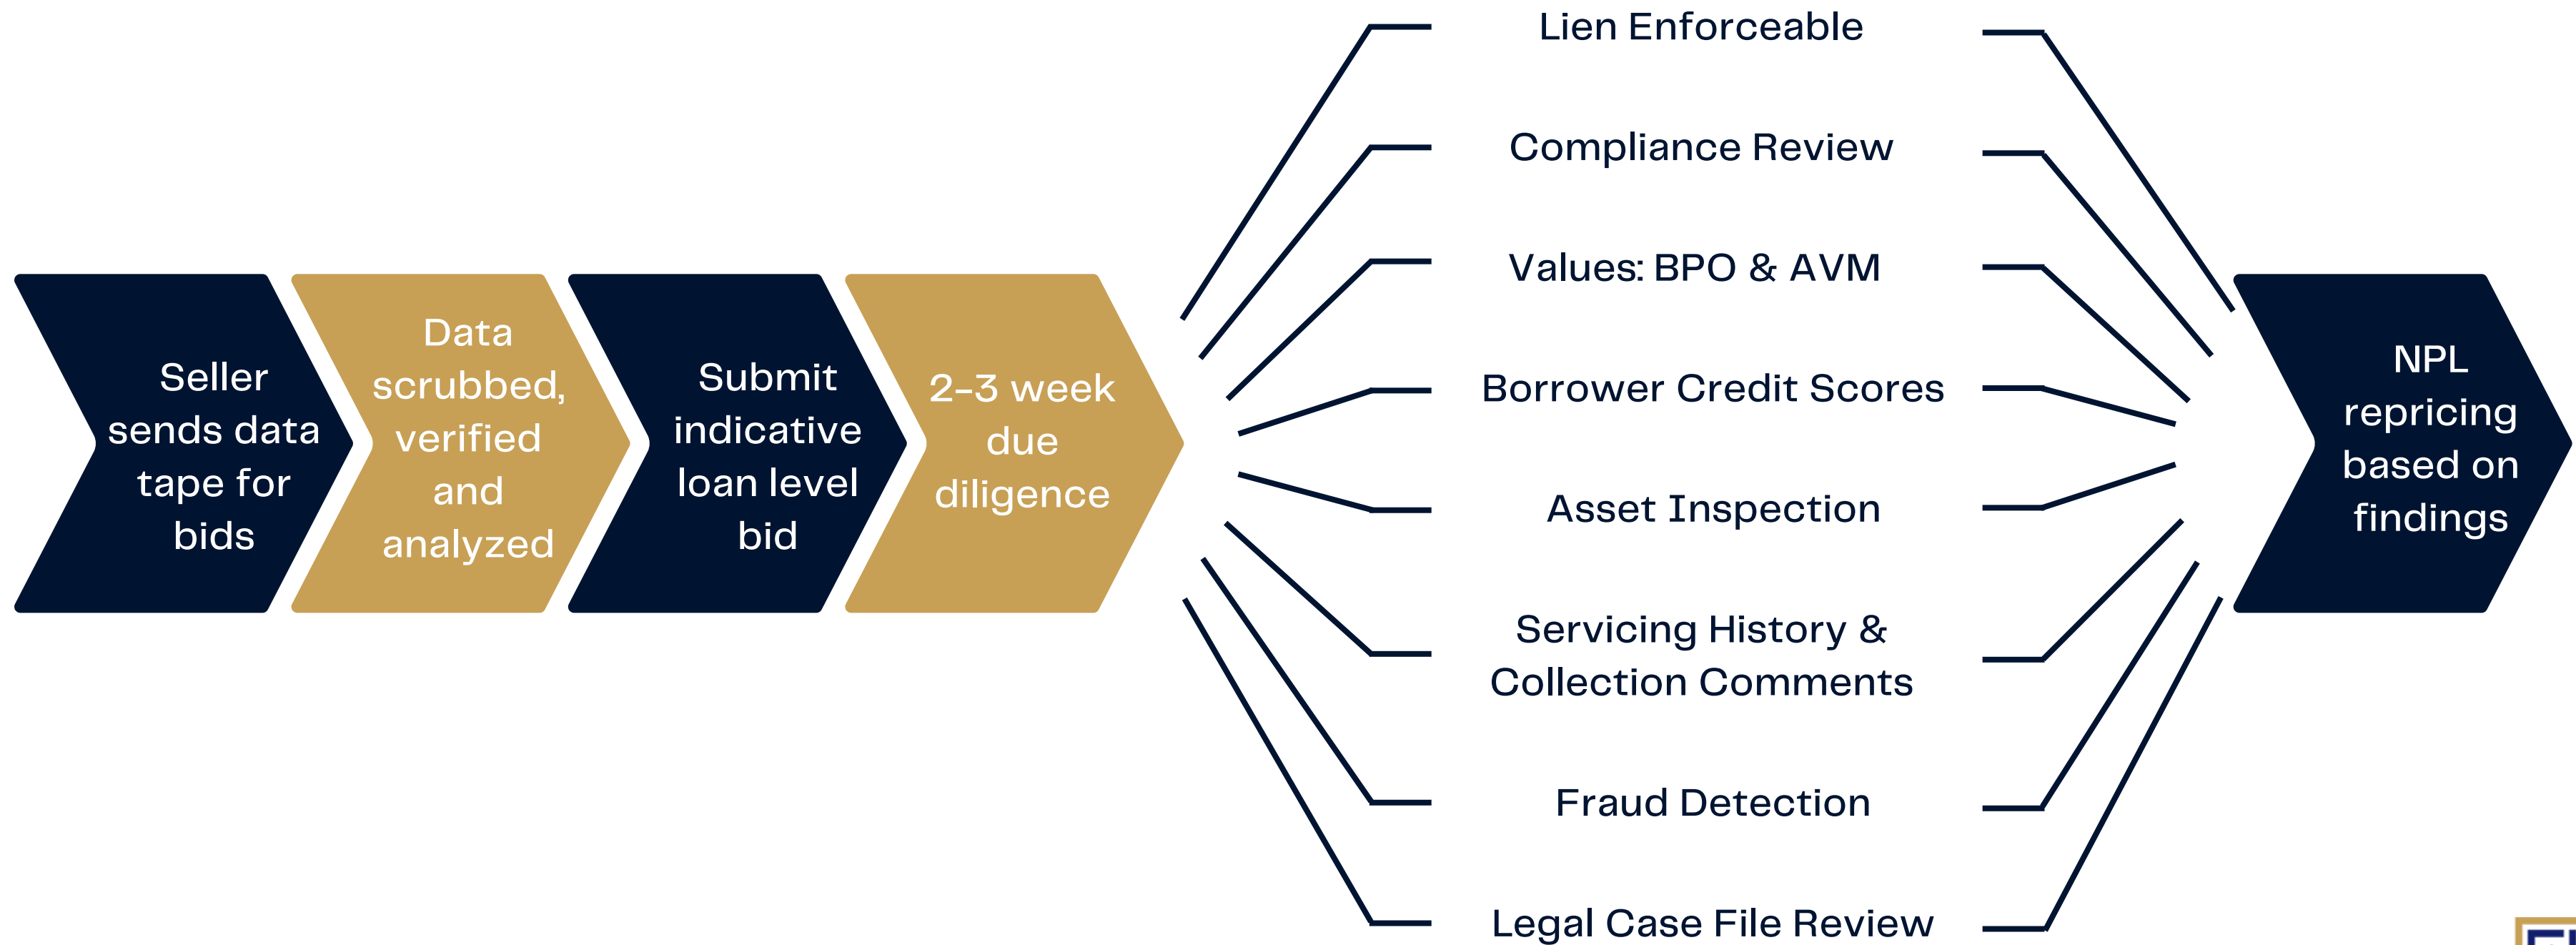 Seller
sends data
tape for
bids
Data
scrubbed,
verified
and
analyzed
Submit
indicative
loan level
bid
2-3 week
due
diligence
Lien Enforceable
Compliance Review
Values: BPO & AVM
Borrower Credit Scores
Asset Inspection
Servicing History &
Collection Comments
Fraud Detection
Legal Case File Review
NPL
repricing
based on
findings